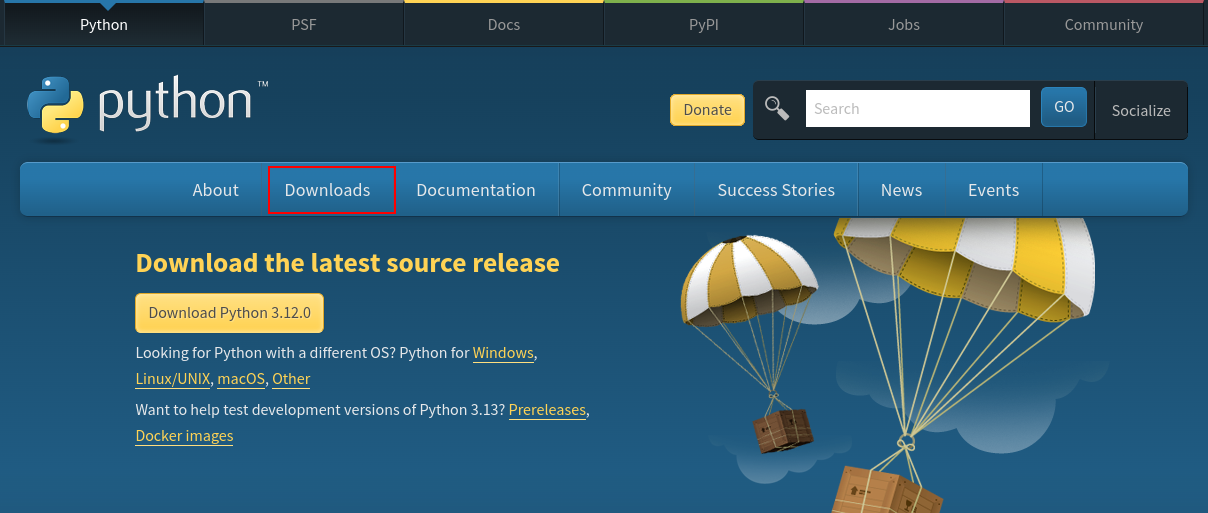 Python PSF Docs PyPI Jobs Community
python™
Donate Search GO Socialize
About Downloads Documentation Community Success Stories News Events
Download the latest source release
Download Python 3.12.0
Looking for Python with a different OS? Python for Windows,
Linux/UNIX, macOS, Other
Want to help test development versions of Python 3.13? Prereleases,
Docker images